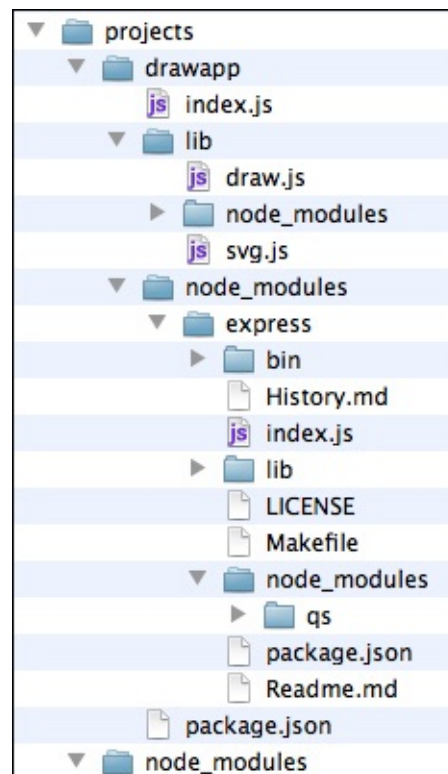 projects
drawapp
js index.js
lib
js draw.js
node_modules
js svg.js
node_modules
express
bin
History.md
js index.js
lib
LICENSE
Makefile
node_modules
qs
package.json
Readme.md
package.json
node_modules